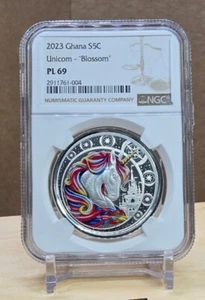 2023 Ghana S5C
Unicorn - "Blossom"
PL 69
2911761-004
NUMISMATIC GUARANTY COMPANY
NGC